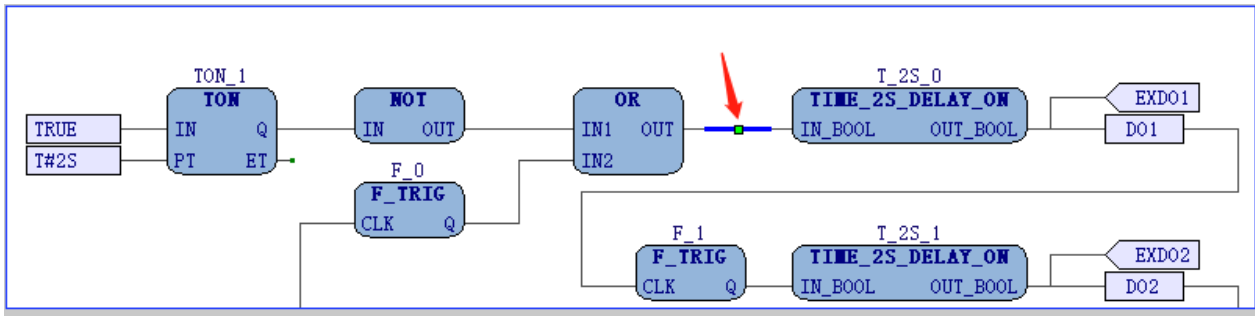 TON_1
TON
IN Q
PT ET
TRUE
T#2S
NOT
IN OUT
F_0
F_TRIG
CLK Q
OR
IN1 OUT
IN2
T_2S_0
TIME_2S_DELAY_ON
IN_BOOL OUT_BOOL
EXDO1
DO1
F_1
F_TRIG
CLK Q
T_2S_1
TIME_2S_DELAY_ON
IN_BOOL OUT_BOOL
EXDO2
DO2